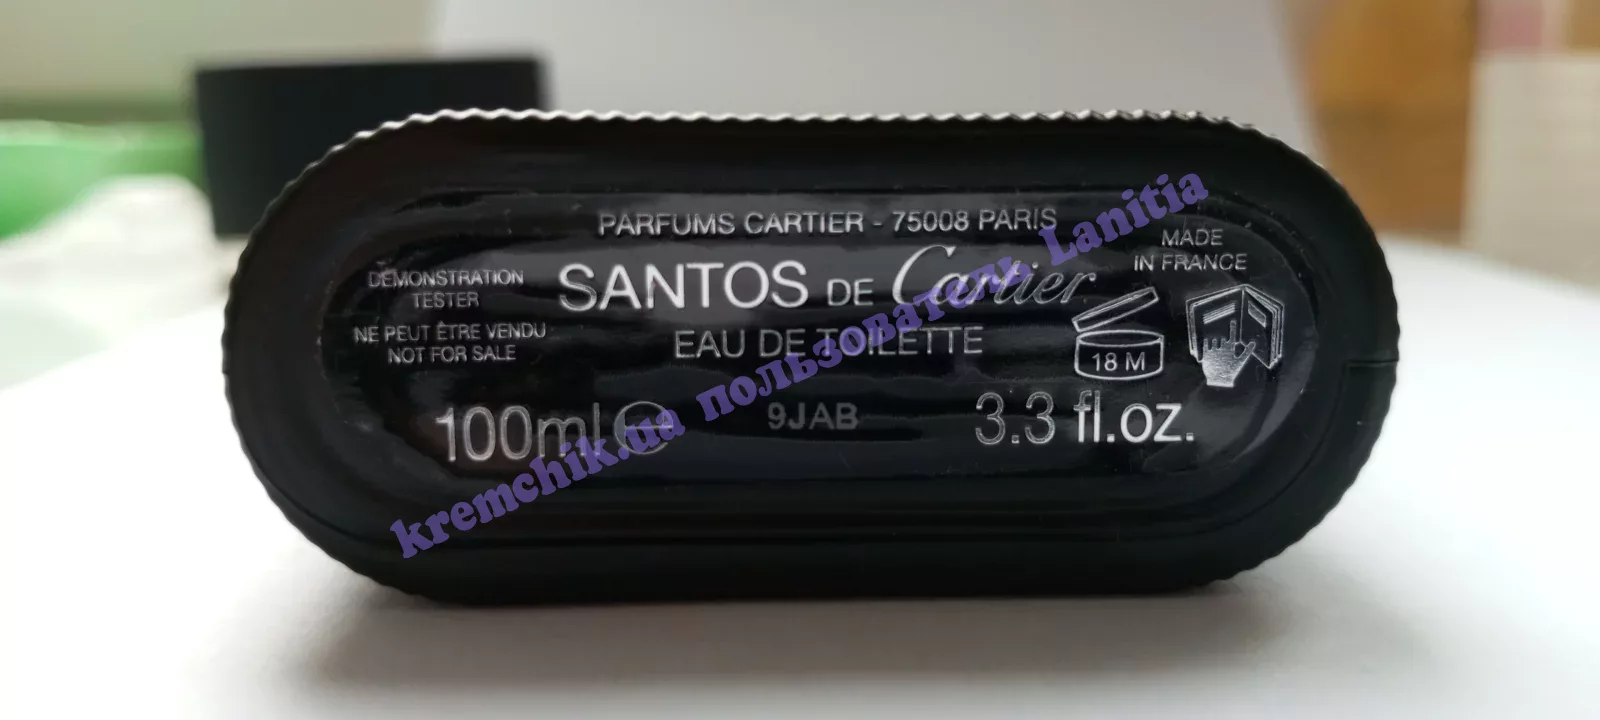 PARFUMS CARTIER - 75008 PARIS
DEMONSTRATION
TESTER
NE PEUT ÊTRE VENDU
NOT FOR SALE
SANTOS DE Cartier
EAU DE TOILETTE
MADE
IN FRANCE
18 M
100ml ℮
9JAB
3.3 fl.oz.
kremchik.ua пользователь Lanitia